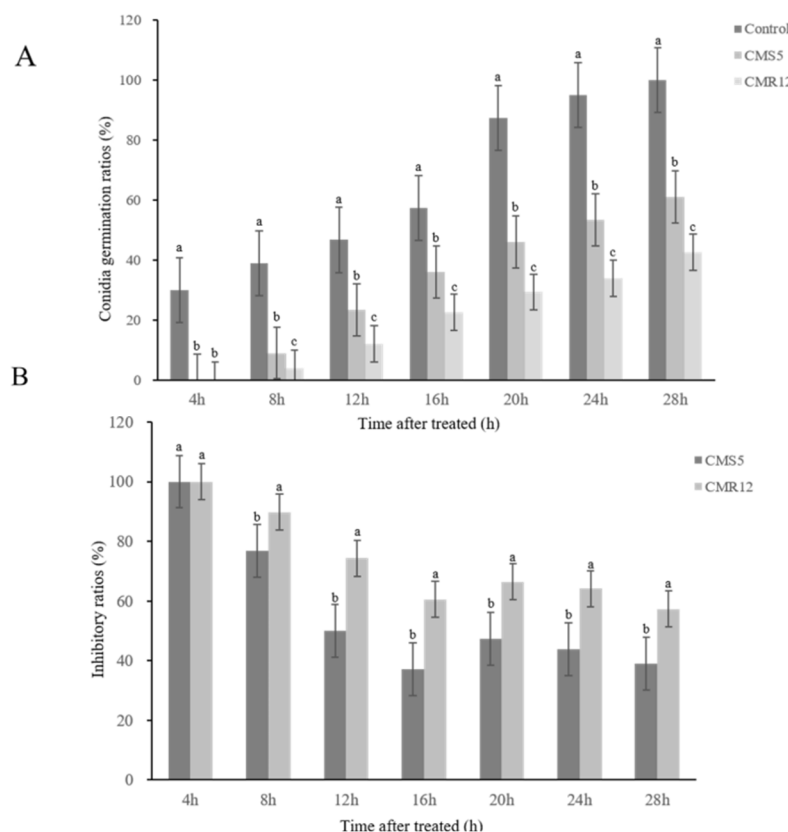 A
120
100
80
60
40
20
0
Conidia germination ratios (%)
a a a a a a a
b b b b b b b
b c c c c c c
4h 8h 12h 16h 20h 24h 28h
Time after treated (h)
Control
CMS5
CMR12
B
120
100
80
60
40
20
0
Inhibitory ratios (%)
a a a a a a a
a b b b b b b
4h 8h 12h 16h 20h 24h 28h
Time after treated (h)
CMS5
CMR12